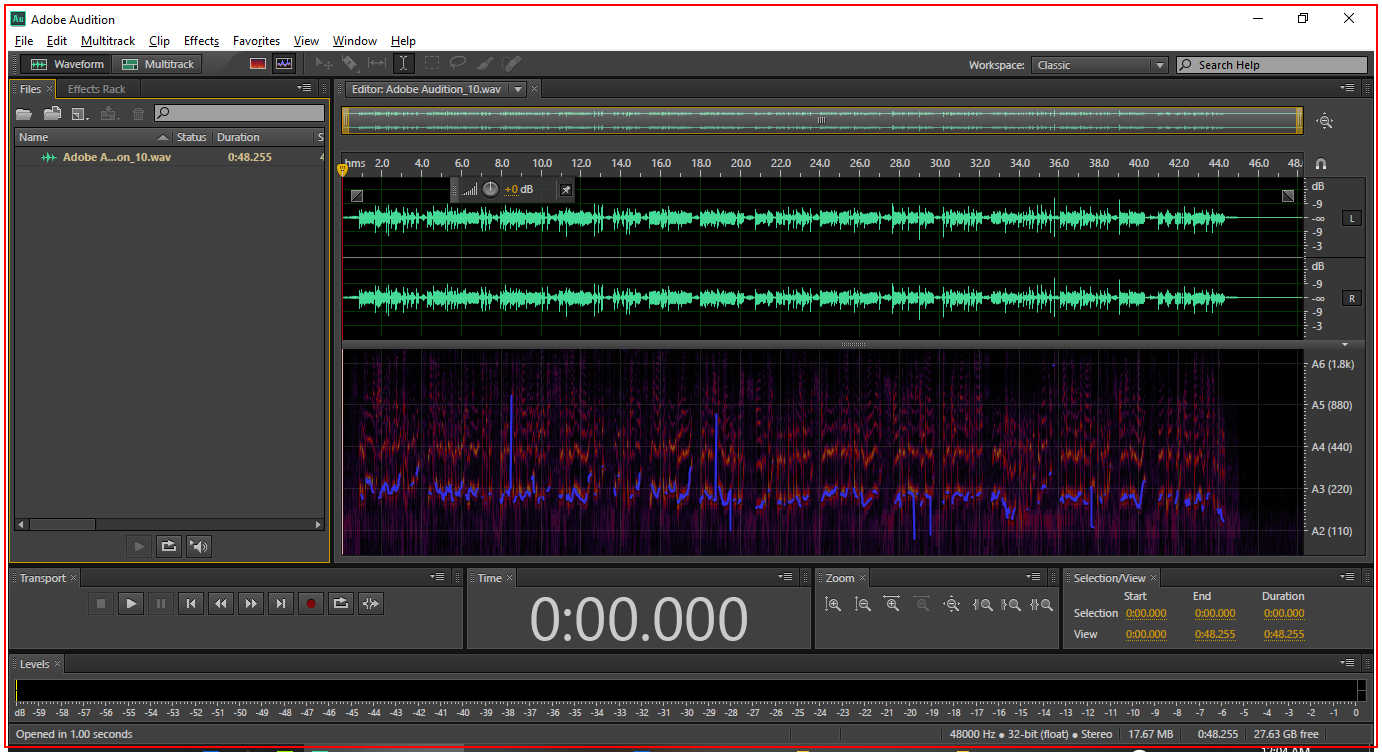 Au Adobe Audition
File Edit Multitrack Clip Effects Favorites View Window Help
Waveform Multitrack Workspace: Classic Search Help
Files × Effects Rack
Editor: Adobe Audition_10.wav ×
Name Status Duration S
Adobe A...on_10.wav 0:48.255 4
hms 2.0 4.0 6.0 8.0 10.0 12.0 14.0 16.0 18.0 20.0 22.0 24.0 26.0 28.0 30.0 32.0 34.0 36.0 38.0 40.0 42.0 44.0 46.0 48.
+0 dB
dB
-9
-∞
-9
-3
L
dB
-9
-∞
-9
-3
R
A6 (1.8k)
A5 (880)
A4 (440)
A3 (220)
A2 (110)
Transport ×
Time ×
0:00.000
Zoom ×
Selection/View ×
Start End Duration
Selection 0:00.000 0:00.000 0:00.000
View 0:00.000 0:48.255 0:48.255
Levels ×
dB -59 -58 -57 -56 -55 -54 -53 -52 -51 -50 -49 -48 -47 -46 -45 -44 -43 -42 -41 -40 -39 -38 -37 -36 -35 -34 -33 -32 -31 -30 -29 -28 -27 -26 -25 -24 -23 -22 -21 -20 -19 -18 -17 -16 -15 -14 -13 -12 -11 -10 -9 -8 -7 -6 -5 -4 -3 -2 -1 0
Opened in 1.00 seconds
48000 Hz ● 32-bit (float) ● Stereo 17.67 MB 0:48.255 27.63 GB free